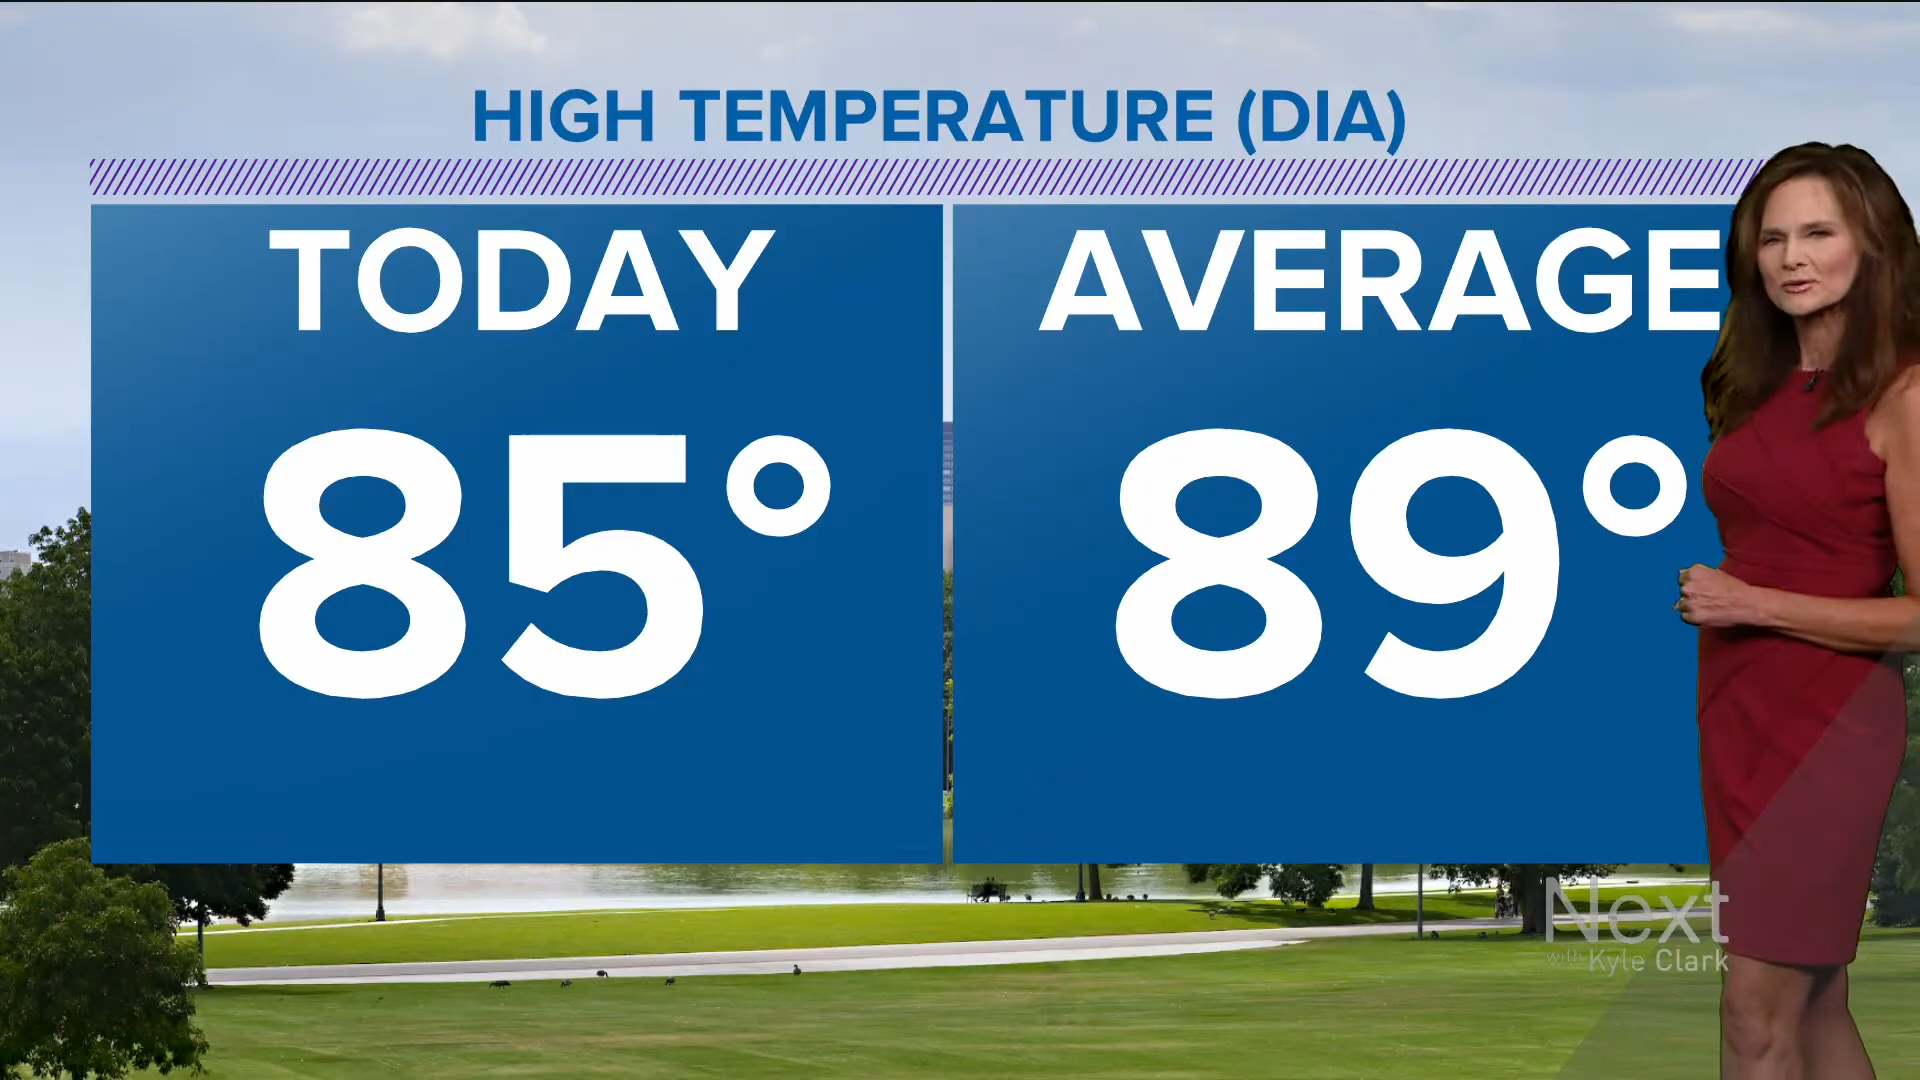 HIGH TEMPERATURE (DIA)
TODAY
85°
AVERAGE
89°
Next
with Kyle Clark